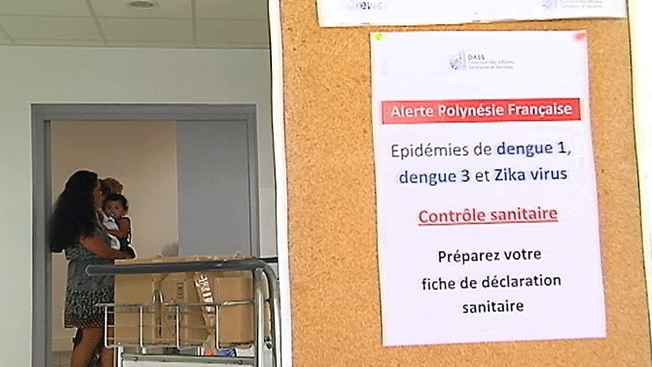 DASS
Alerte Polynésie Française
Epidémies de dengue 1,
dengue 3 et Zika virus
Contrôle sanitaire
Préparez votre
fiche de déclaration
sanitaire